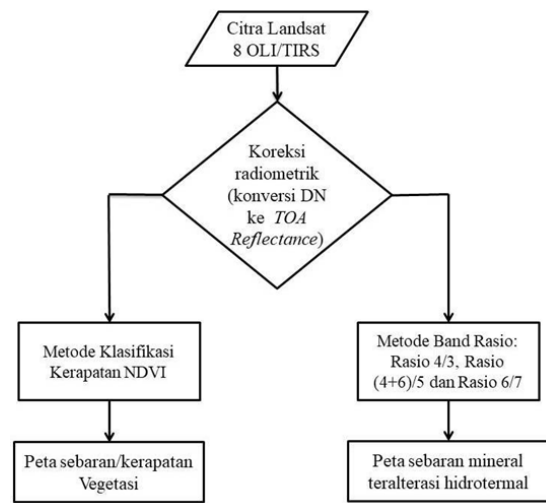 Citra Landsat
8 OLI/TIRS
Koreksi
radiometrik
(konversi DN
ke TOA
Reflectance)
Metode Klasifikasi
Kerapatan NDVI
Metode Band Rasio:
Rasio 4/3, Rasio
(4+6)/5 dan Rasio 6/7
Peta sebaran/kerapatan
Vegetasi
Peta sebaran mineral
teralterasi hidrotermal